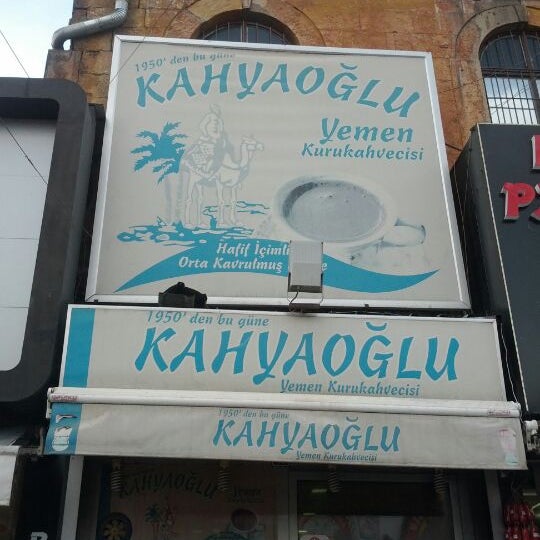 1950' den bu güne
KAHYAOĞLU
Yemen
Kurukahvecisi
Hafif İçimli
Orta Kavrulmuş
1950' den bu güne
KAHYAOĞLU
Yemen Kurukahvecisi
1950' den bu güne
KAHYAOĞLU
Yemen Kurukahvecisi
KAHYAOĞLU
Yemen